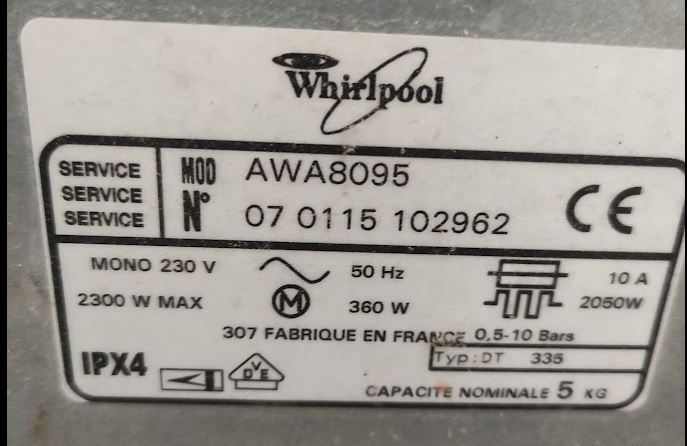 Whirlpool
SERVICE MOD AWA8095
SERVICE
SERVICE N° 07 0115 102962
CE
MONO 230 V 50 Hz 10 A
2300 W MAX M 360 W 2050W
307 FABRIQUE EN FRANCE 0,5-10 Bars
Typ:DT 335
IPX4 DVE
CAPACITE NOMINALE 5 KG